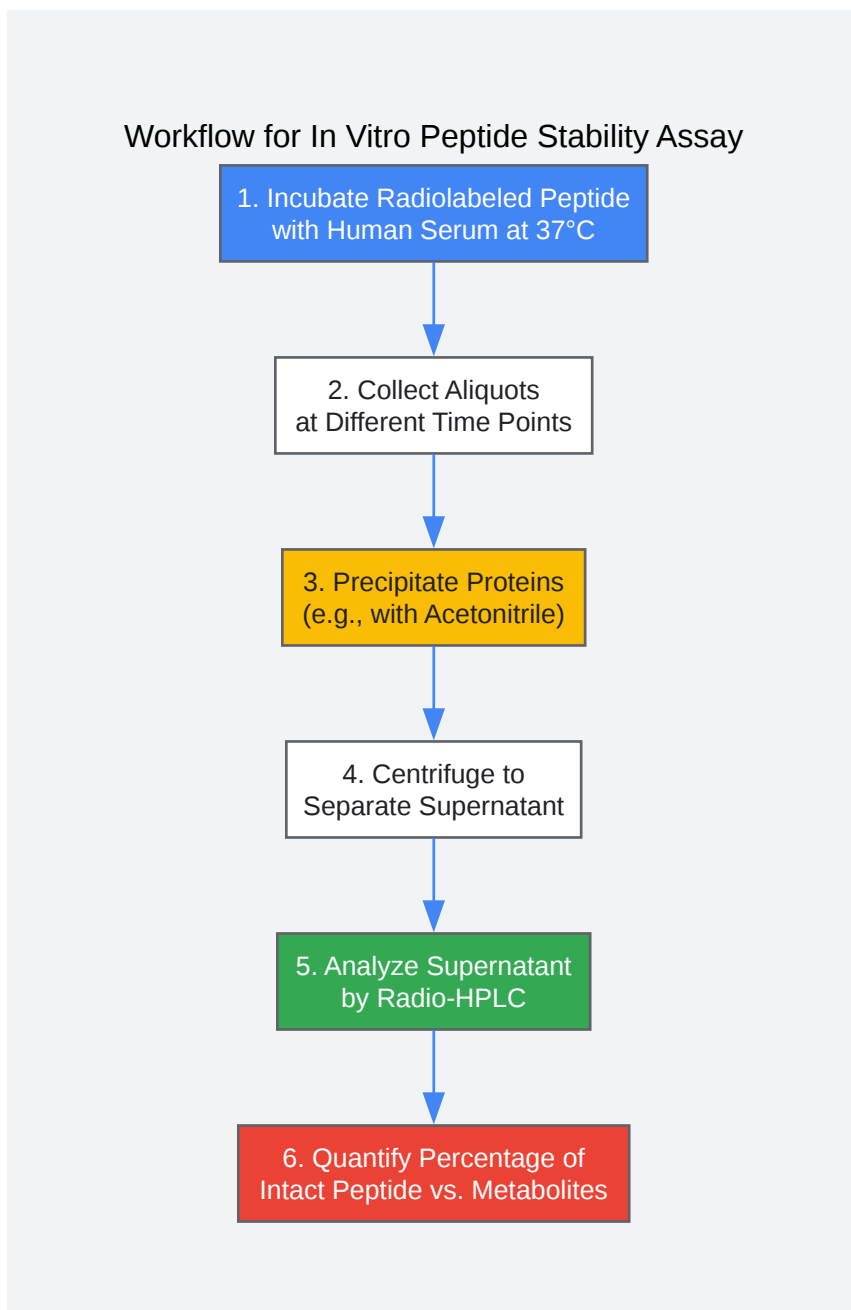 Workflow for In Vitro Peptide Stability Assay
1. Incubate Radiolabeled Peptide
with Human Serum at 37°C
2. Collect Aliquots
at Different Time Points
3. Precipitate Proteins
(e.g., with Acetonitrile)
4. Centrifuge to
Separate Supernatant
5. Analyze Supernatant
by Radio-HPLC
6. Quantify Percentage of
Intact Peptide vs. Metabolites